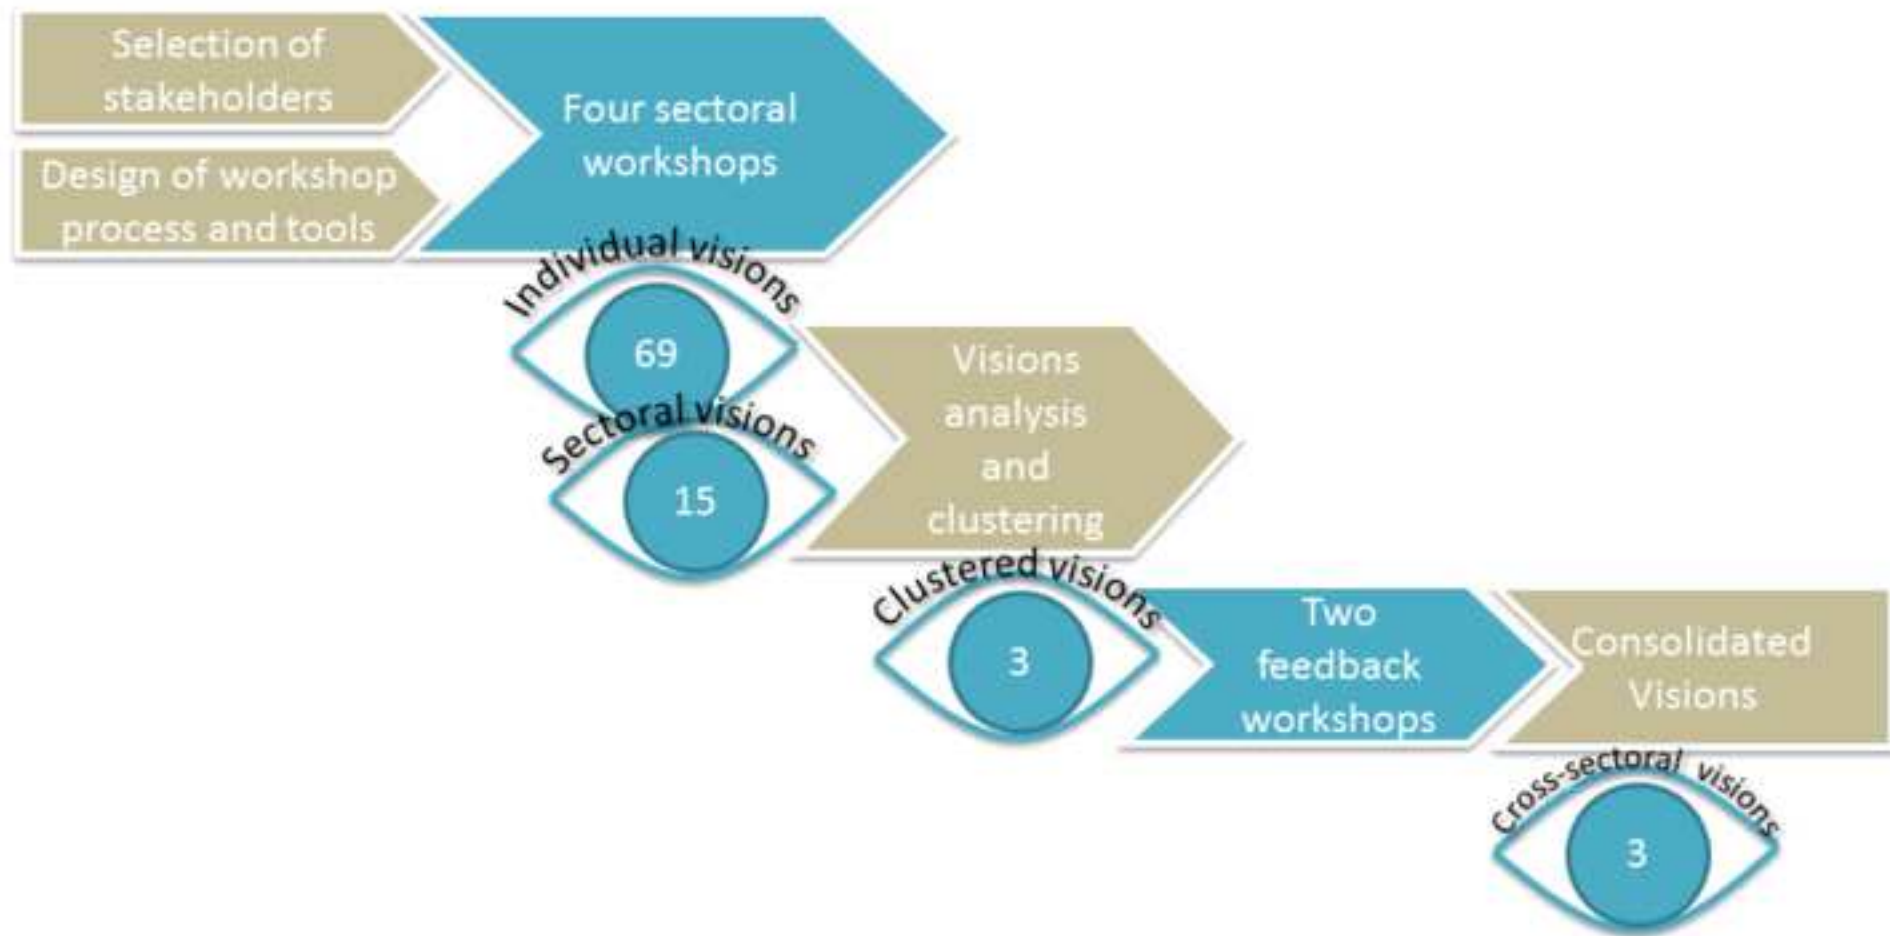 Selection of
stakeholders
Design of workshop
process and tools
Four sectoral
workshops
Individual visions
69
Sectoral visions
15
Visions
analysis
and
clustering
Clustered visions
3
Two
feedback
workshops
Consolidated
Visions
Cross-sectoral visions
3